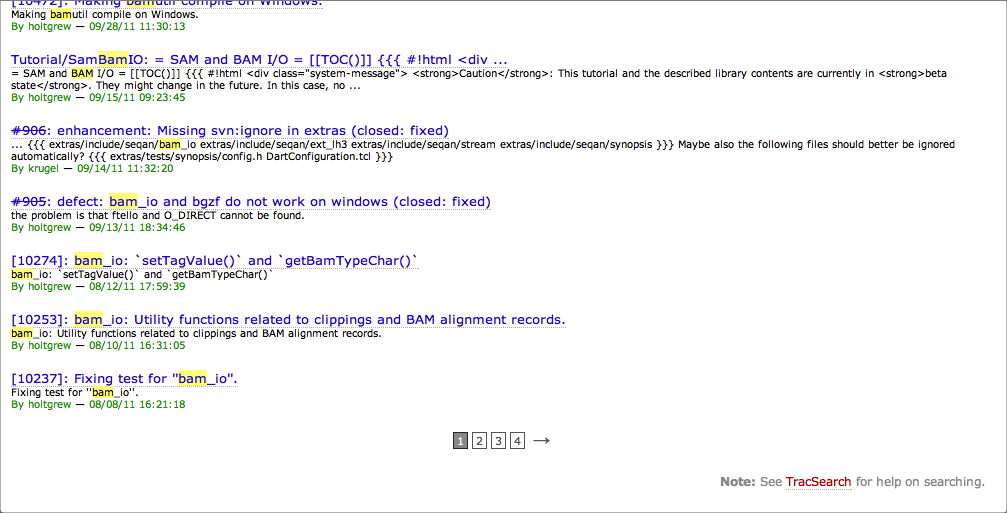 [10472]: Making bamutil compile on Windows.
Making bamutil compile on Windows.
By holtgrew — 09/28/11 11:30:13
Tutorial/SamBamIO: = SAM and BAM I/O = [[TOC()]] {{{ #!html <div ...
= SAM and BAM I/O = [[TOC()]] {{{ #!html <div class="system-message"> <strong>Caution</strong>: This tutorial and the described library contents are currently in <strong>beta
state</strong>. They might change in the future. In this case, no ...
By holtgrew — 09/15/11 09:23:45
#906: enhancement: Missing svn:ignore in extras (closed: fixed)
... {{{ extras/include/seqan/bam_io extras/include/seqan/ext_lh3 extras/include/seqan/stream extras/include/seqan/synopsis }}} Maybe also the following files should better be ignored
automatically? {{{ extras/tests/synopsis/config.h DartConfiguration.tcl }}}
By krugel — 09/14/11 11:32:20
#905: defect: bam_io and bgzf do not work on windows (closed: fixed)
the problem is that ftello and O_DIRECT cannot be found.
By holtgrew — 09/13/11 18:34:46
[10274]: bam_io: `setTagValue()` and `getBamTypeChar()`
bam_io: `setTagValue()` and `getBamTypeChar()`
By holtgrew — 08/12/11 17:59:39
[10253]: bam_io: Utility functions related to clippings and BAM alignment records.
bam_io: Utility functions related to clippings and BAM alignment records.
By holtgrew — 08/10/11 16:31:05
[10237]: Fixing test for "bam_io".
Fixing test for "bam_io".
By holtgrew — 08/08/11 16:21:18
1 2 3 4 →
Note: See TracSearch for help on searching.